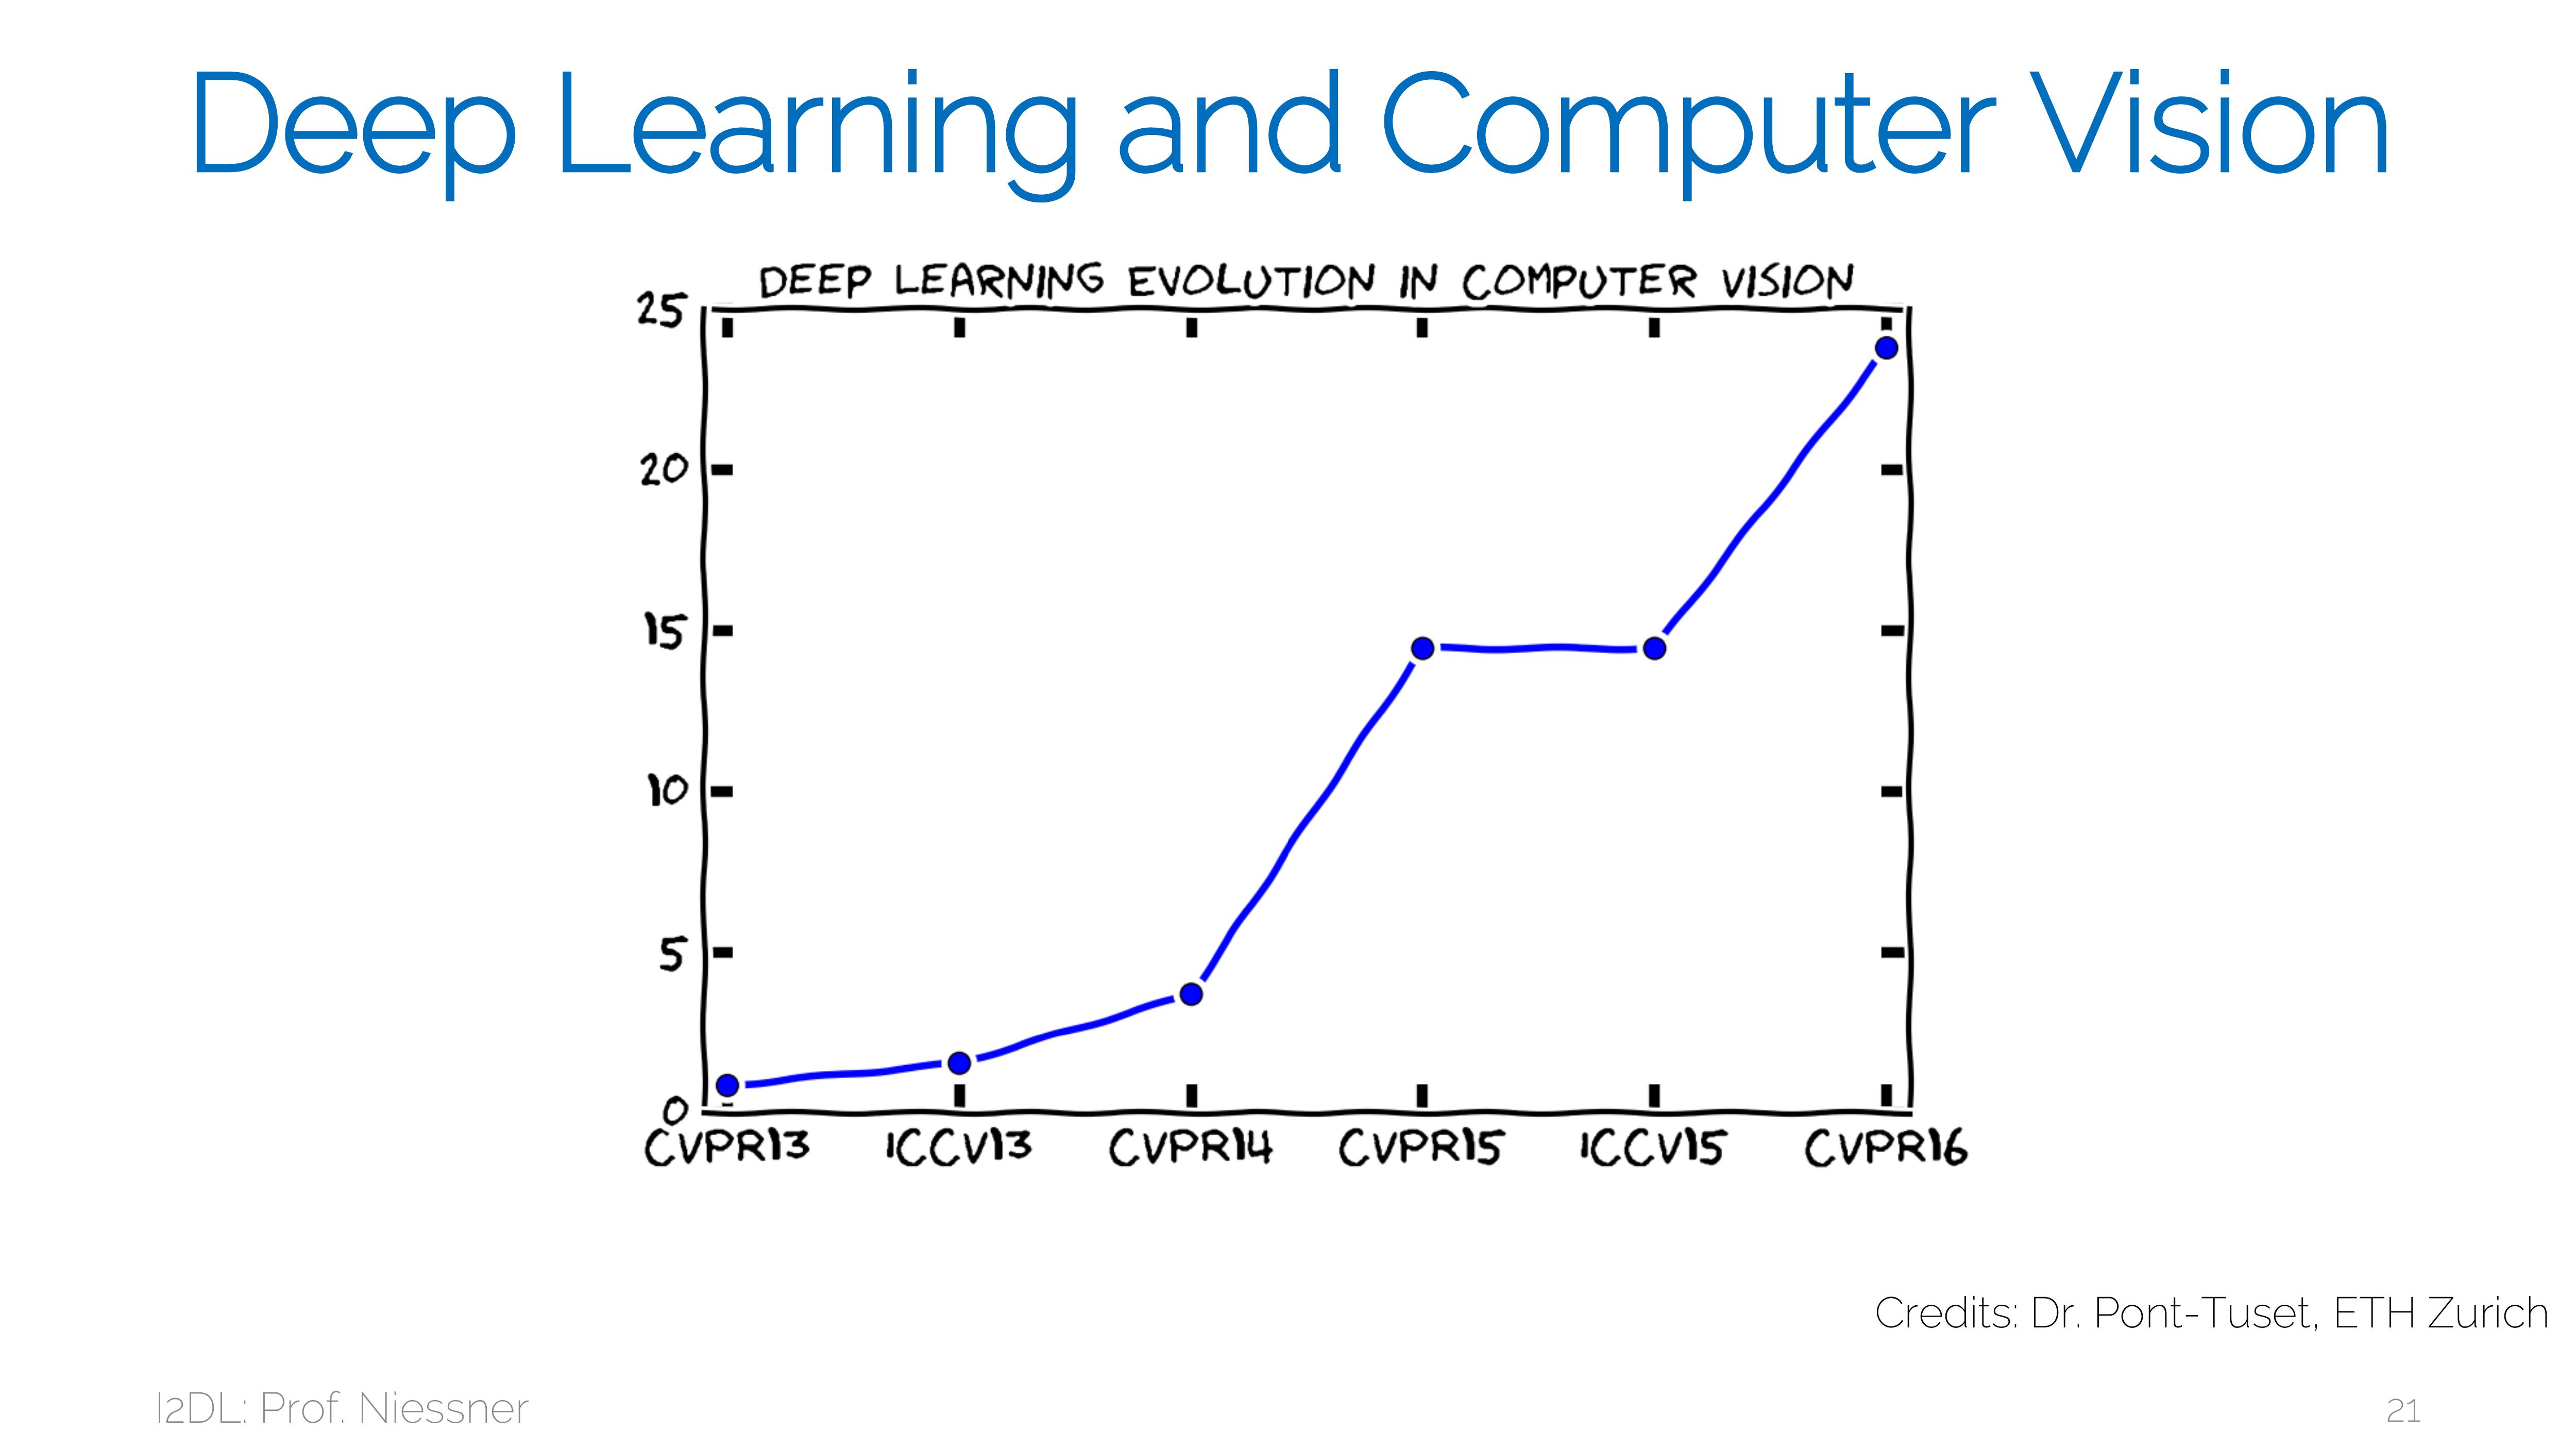 Deep Learning and Computer Vision
DEEP LEARNING EVOLUTION IN COMPUTER VISION
25
20
15
10
5
0
CVPR13 ICCV13 CVPR14 CVPR15 ICCV15 CVPR16
Credits: Dr. Pont-Tuset, ETH Zurich
I2DL: Prof. Niessner 21